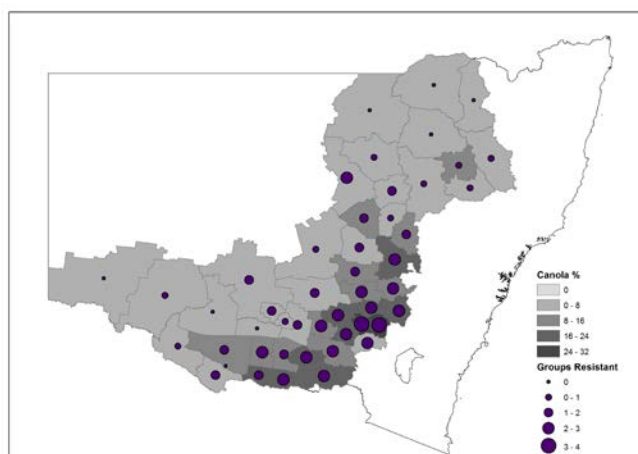 Canola %
0
0 - 8
8 - 16
16 - 24
24 - 32
Groups Resistant
0
0 - 1
1 - 2
2 - 3
3 - 4